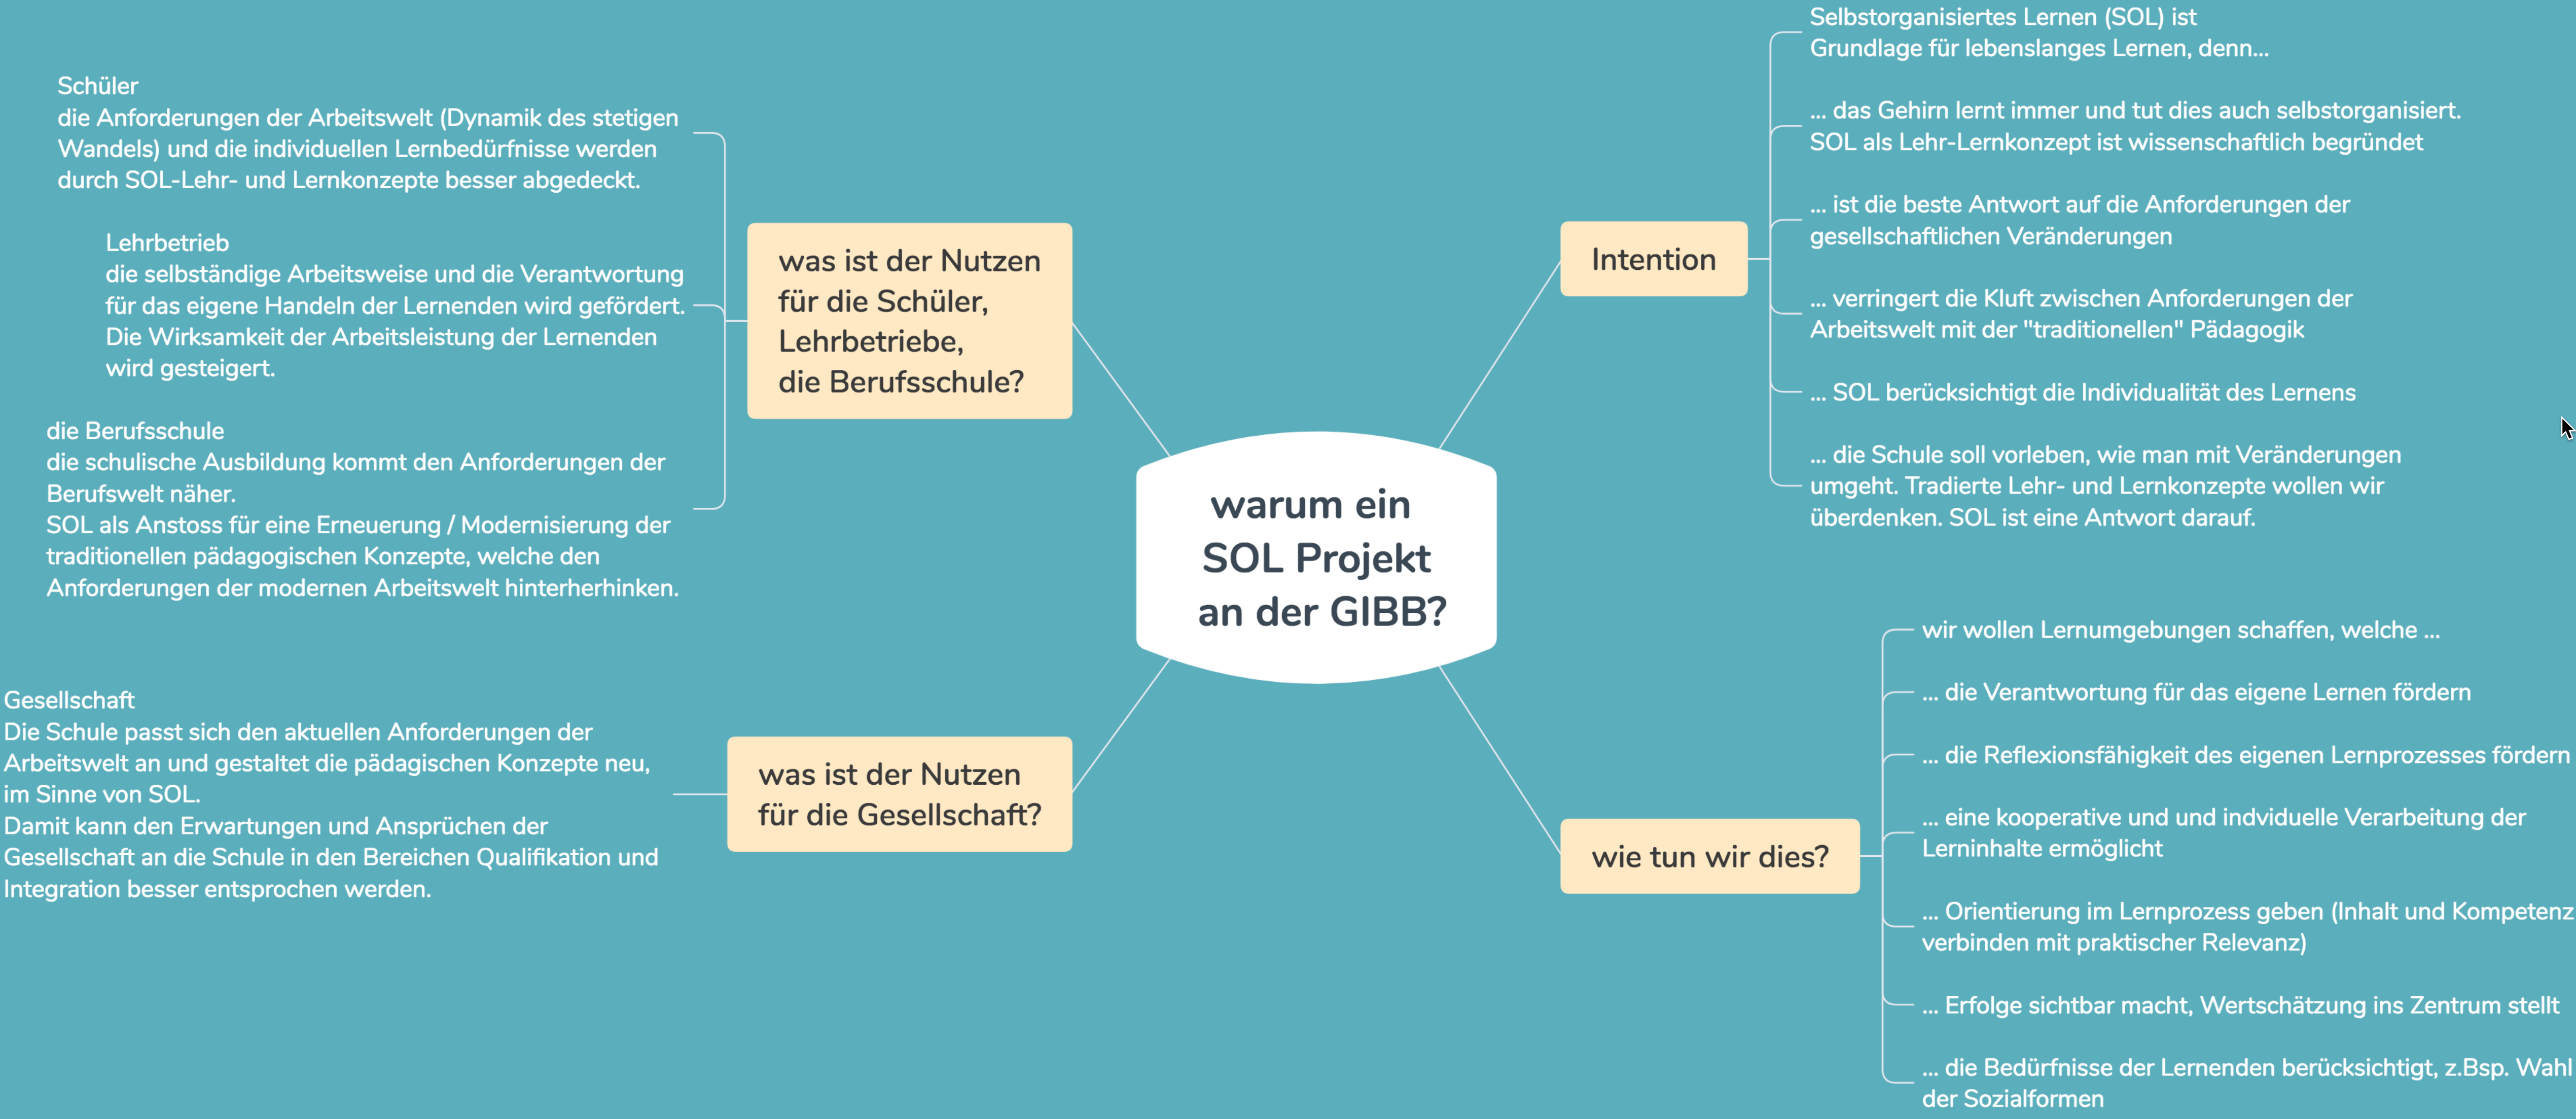 warum ein
SOL Projekt
an der GIBB?
Intention
Selbstorganisiertes Lernen (SOL) ist
Grundlage für lebenslanges Lernen, denn...
... das Gehirn lernt immer und tut dies auch selbstorganisiert.
SOL als Lehr-Lernkonzept ist wissenschaftlich begründet
... ist die beste Antwort auf die Anforderungen der
gesellschaftlichen Veränderungen
... verringert die Kluft zwischen Anforderungen der
Arbeitswelt mit der "traditionellen" Pädagogik
... SOL berücksichtigt die Individualität des Lernens
... die Schule soll vorleben, wie man mit Veränderungen
umgeht. Tradierte Lehr- und Lernkonzepte wollen wir
überdenken. SOL ist eine Antwort darauf.
wie tun wir dies?
wir wollen Lernumgebungen schaffen, welche ...
... die Verantwortung für das eigene Lernen fördern
... die Reflexionsfähigkeit des eigenen Lernprozesses fördern
... eine kooperative und und indviduelle Verarbeitung der
Lerninhalte ermöglicht
... Orientierung im Lernprozess geben (Inhalt und Kompetenz
verbinden mit praktischer Relevanz)
... Erfolge sichtbar macht, Wertschätzung ins Zentrum stellt
... die Bedürfnisse der Lernenden berücksichtigt, z.Bsp. Wahl
der Sozialformen
was ist der Nutzen
für die Schüler,
Lehrbetriebe,
die Berufsschule?
Schüler
die Anforderungen der Arbeitswelt (Dynamik des stetigen
Wandels) und die individuellen Lernbedürfnisse werden
durch SOL-Lehr- und Lernkonzepte besser abgedeckt.
Lehrbetrieb
die selbständige Arbeitsweise und die Verantwortung
für das eigene Handeln der Lernenden wird gefördert.
Die Wirksamkeit der Arbeitsleistung der Lernenden
wird gesteigert.
die Berufsschule
die schulische Ausbildung kommt den Anforderungen der
Berufswelt näher.
SOL als Anstoss für eine Erneuerung / Modernisierung der
traditionellen pädagogischen Konzepte, welche den
Anforderungen der modernen Arbeitswelt hinterherhinken.
was ist der Nutzen
für die Gesellschaft?
Gesellschaft
Die Schule passt sich den aktuellen Anforderungen der
Arbeitswelt an und gestaltet die pädagischen Konzepte neu,
im Sinne von SOL.
Damit kann den Erwartungen und Ansprüchen der
Gesellschaft an die Schule in den Bereichen Qualifikation und
Integration besser entsprochen werden.